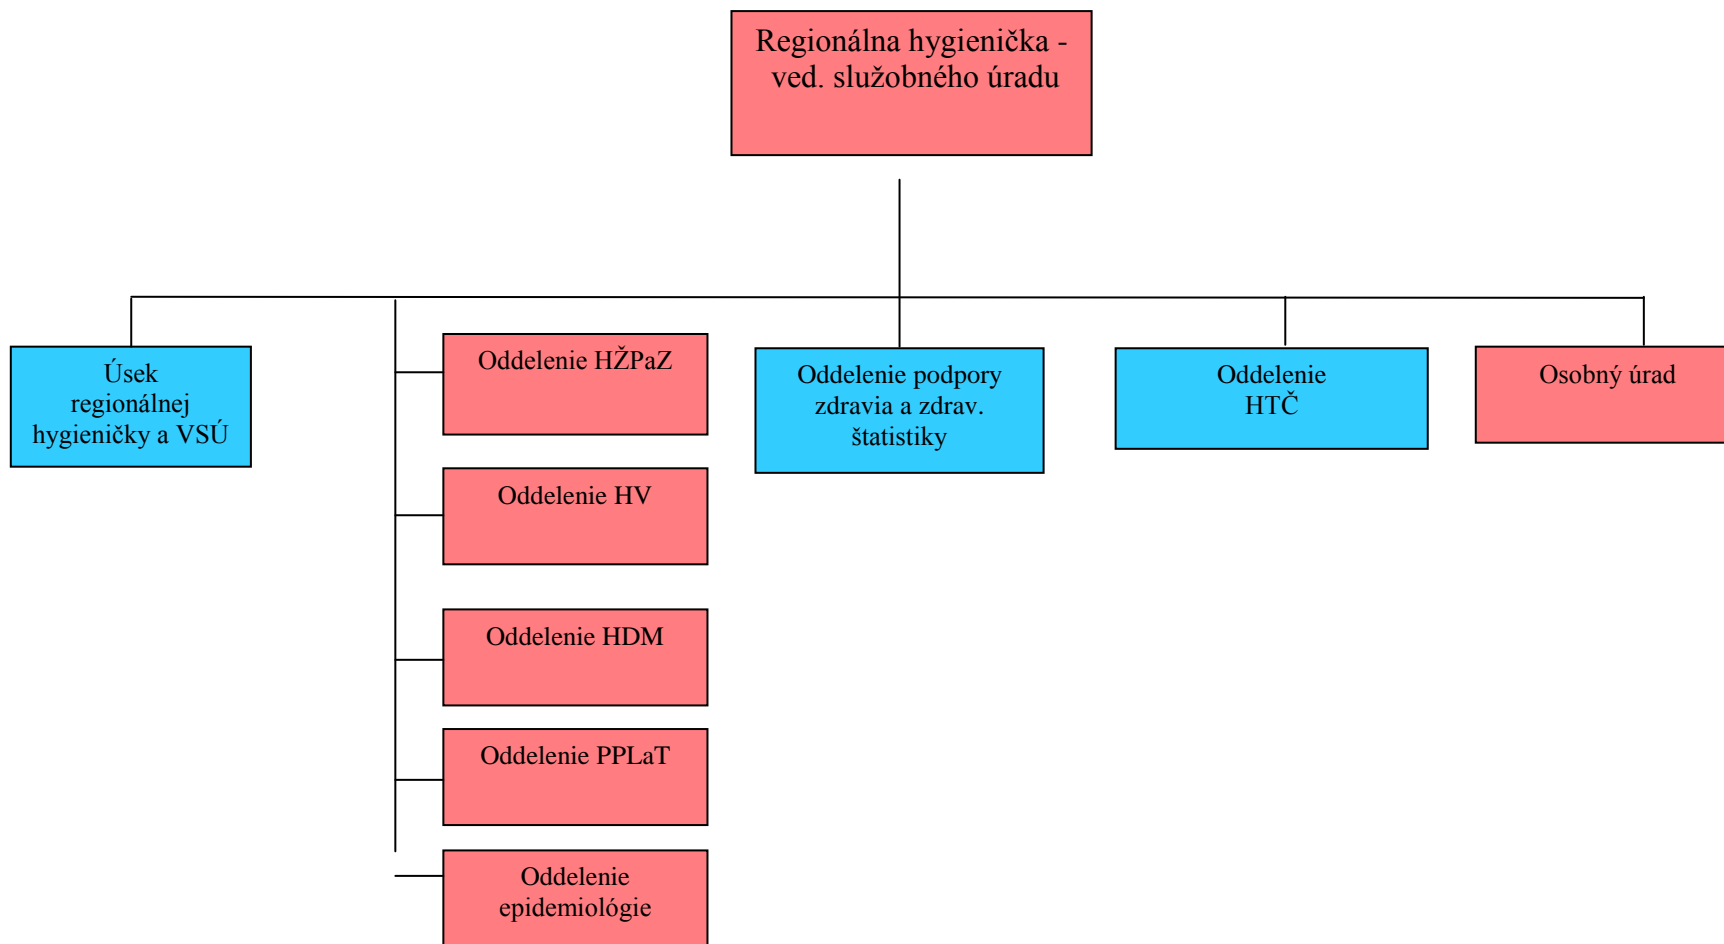 Regionálna hygienička -
ved. služobného úradu
Úsek
regionálnej
hygieničky a VSÚ
Oddelenie HŽPaZ
Oddelenie HV
Oddelenie HDM
Oddelenie PPLaT
Oddelenie
epidemiológie
Oddelenie podpory
zdravia a zdrav.
štatistiky
Oddelenie
HTČ
Osobný úrad